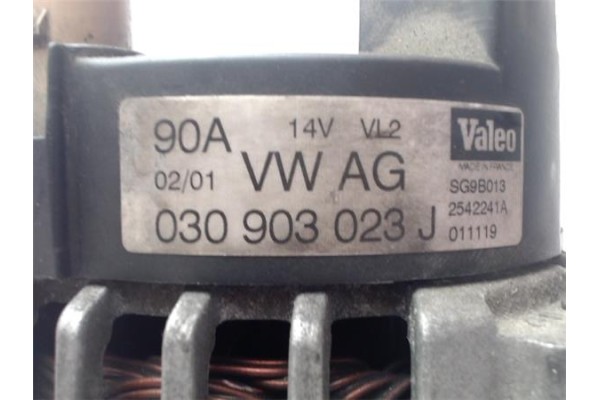 90A 14V VL2 Valeo
MADE IN FRANCE
02/01 VW AG SG9B013
2542241A
030 903 023 J 011119